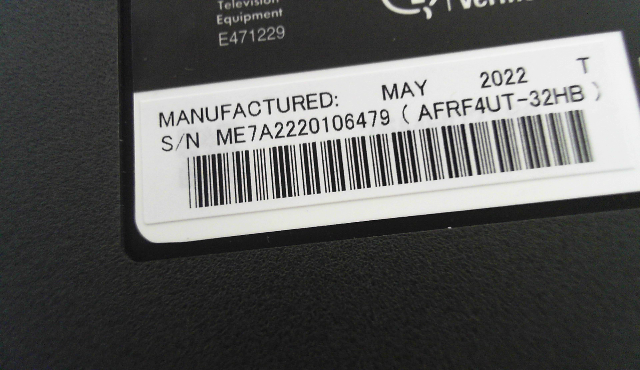 Television
Equipment
E471229
MANUFACTURED: MAY 2022 T
S/N ME7A2220106479 ( AFRF4UT-32HB )